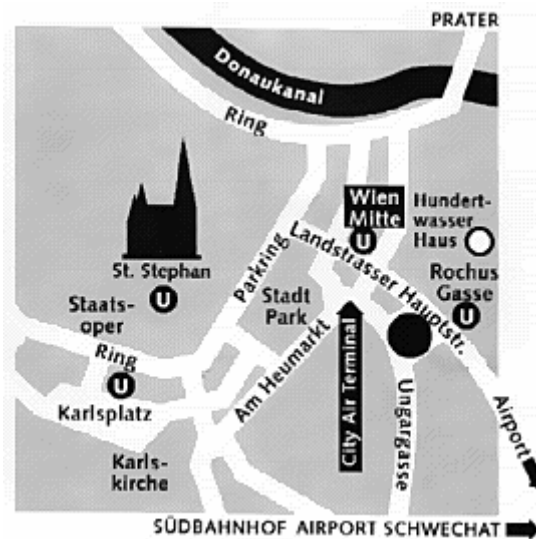 PRATER
Donaukanal
Ring
Wien
Mitte
U
Hundert-
wasser
Haus
Landstrasser Hauptstr.
Parkring
St. Stephan
U
Rochus
Gasse
U
Stadt
Park
Staats-
oper
Ring
U
Karlsplatz
Am Heumarkt
City Air Terminal
Ungargasse
Airport
Karls-
kirche
SÜDBAHNHOF AIRPORT SCHWECHAT